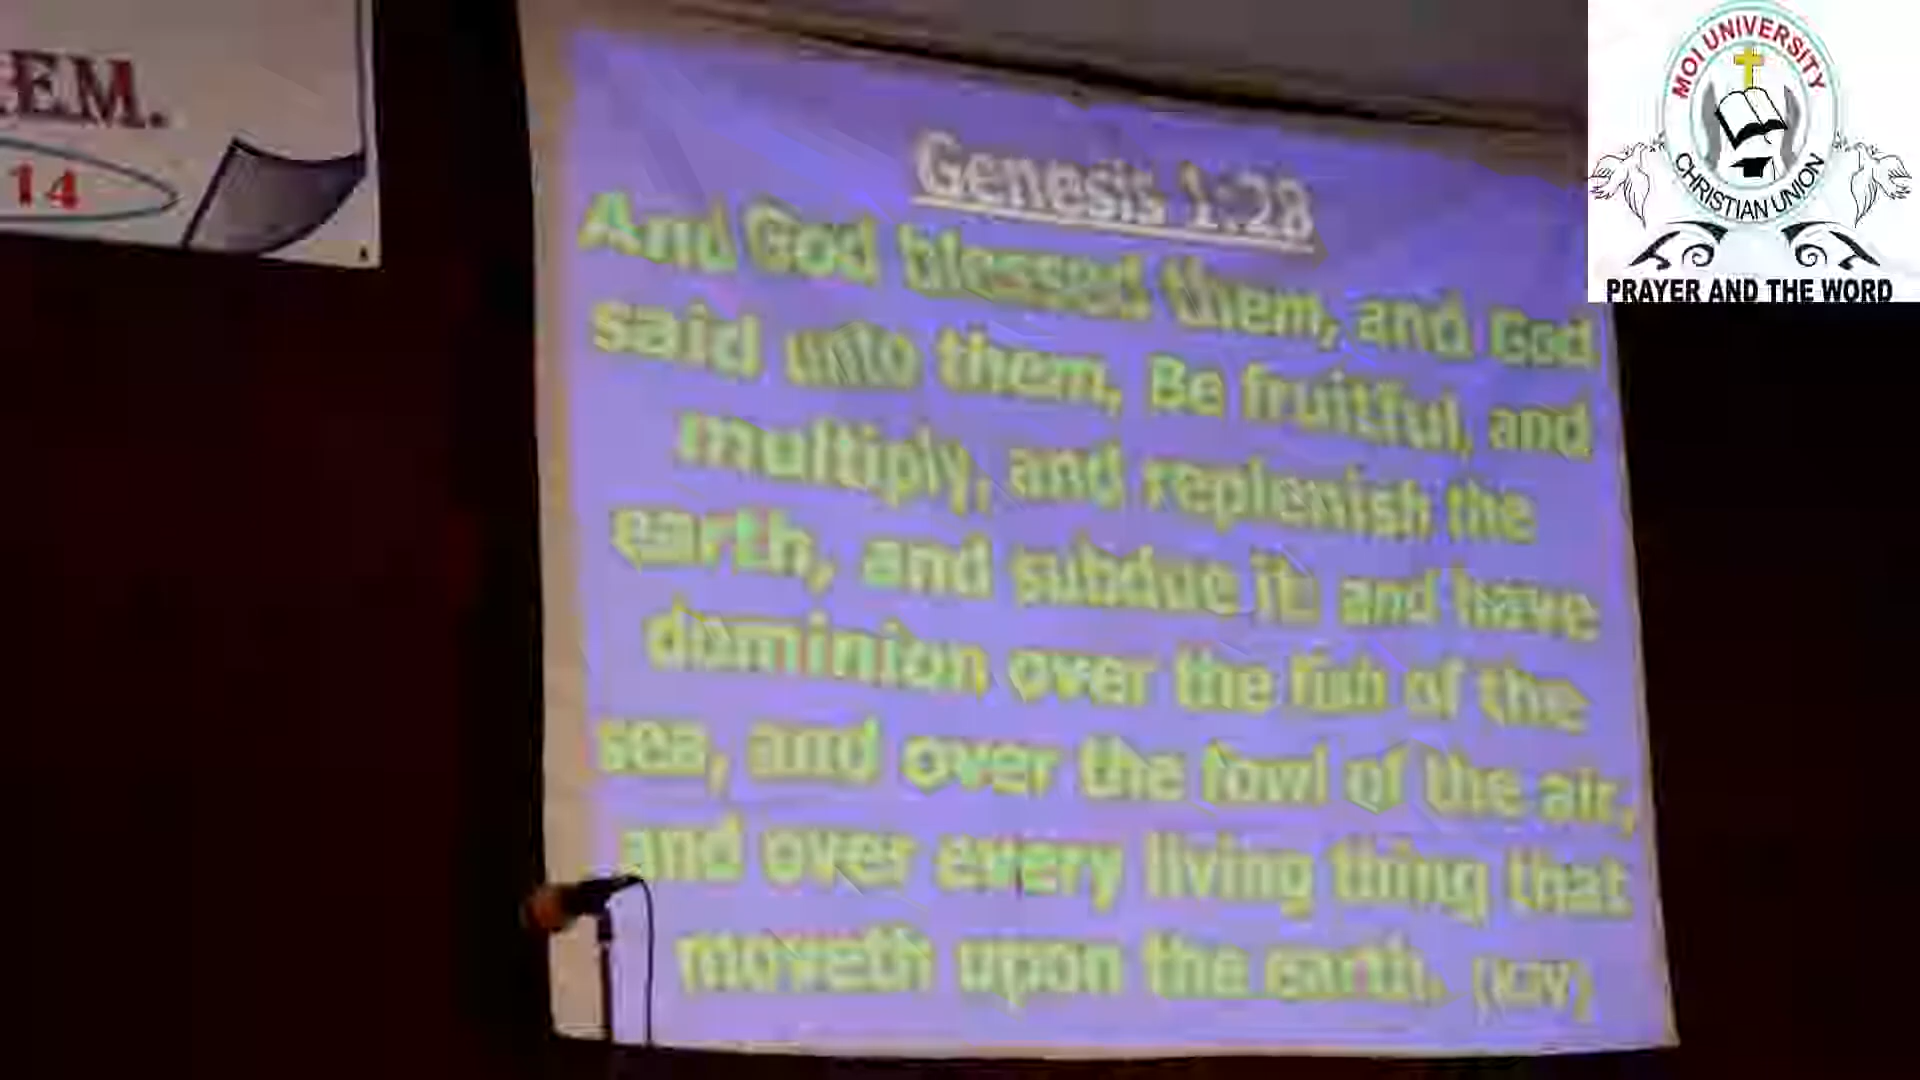 EM.
14
Genesis 1:28
And God blessed them, and God
said unto them, Be fruitful, and
multiply, and replenish the
earth, and subdue it: and have
dominion over the fish of the
sea, and over the fowl of the air,
and over every living thing that
moveth upon the earth. (KJV)
MOI UNIVERSITY
CHRISTIAN UNION
PRAYER AND THE WORD